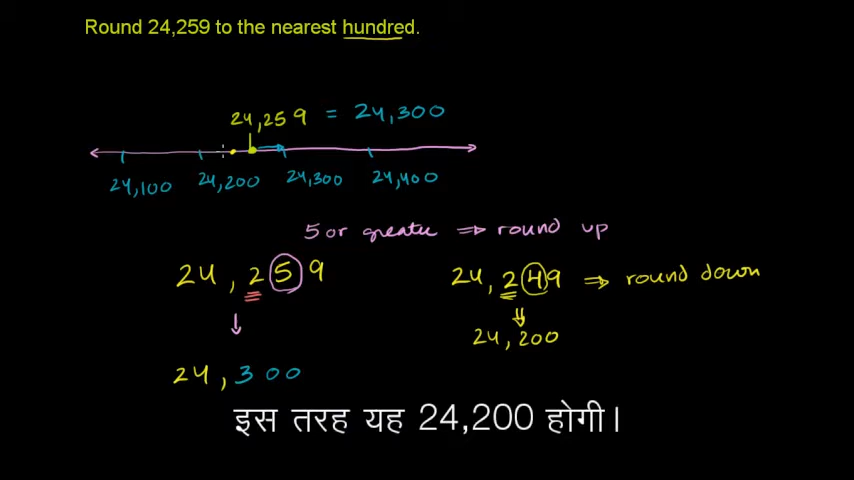 Round 24,259 to the nearest hundred.
24,259 = 24,300
24,100 24,200 24,300 24,400
5 or greater ⇒ round up
24,259
24,249 ⇒ round down
24,200
24,300
इस तरह यह 24,200 होगी।